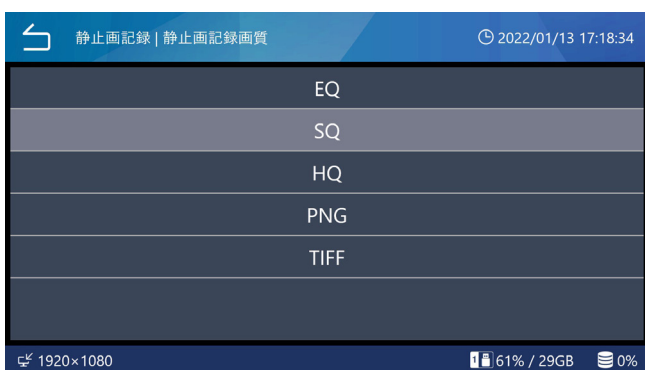 静止画記録 | 静止画記録画質 2022/01/13 17:18:34
EQ
SQ
HQ
PNG
TIFF
1920×1080 1 61% / 29GB 0%